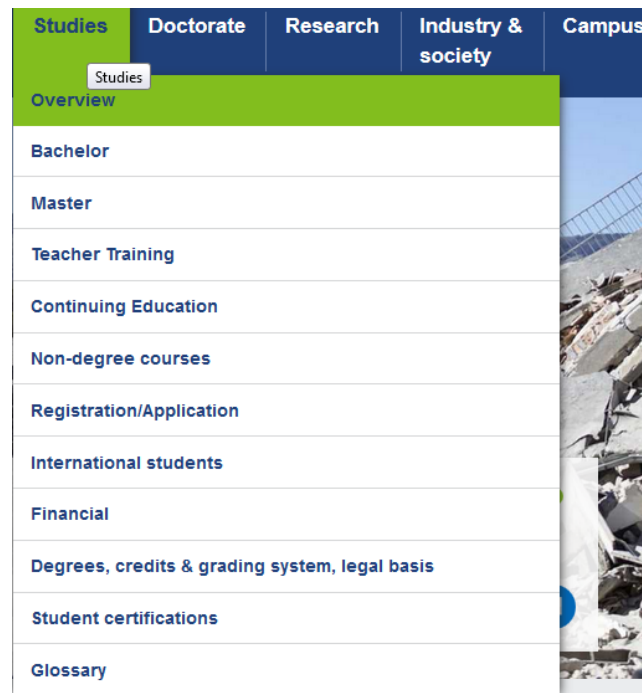 Studies Doctorate Research Industry & Campus
society
Studies
Overview
Bachelor
Master
Teacher Training
Continuing Education
Non-degree courses
Registration/Application
International students
Financial
Degrees, credits & grading system, legal basis
Student certifications
Glossary